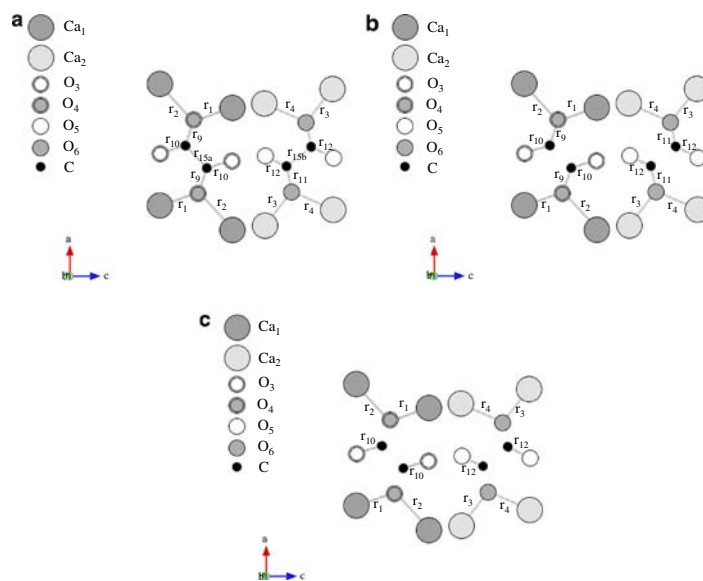 a
Ca₁
Ca₂
O₃
O₄
O₅
O₆
C
r₂
r₁
r₄
r₃
r₉
r₁₀
r₁₅ₐ
r₁₀
r₉
r₁₂
r₁₅b
r₁₂
r₁₁
r₁
r₂
r₃
r₄
a
c
b
Ca₁
Ca₂
O₃
O₄
O₅
O₆
C
r₂
r₁
r₄
r₃
r₉
r₁₀
r₁₁
r₁₂
r₉
r₁₀
r₁₂
r₁₁
r₁
r₂
r₃
r₄
a
c
c
Ca₁
Ca₂
O₃
O₄
O₅
O₆
C
r₂
r₁
r₄
r₃
r₁₀
r₁₂
r₁₀
r₁₂
r₁
r₂
r₃
r₄
a
c